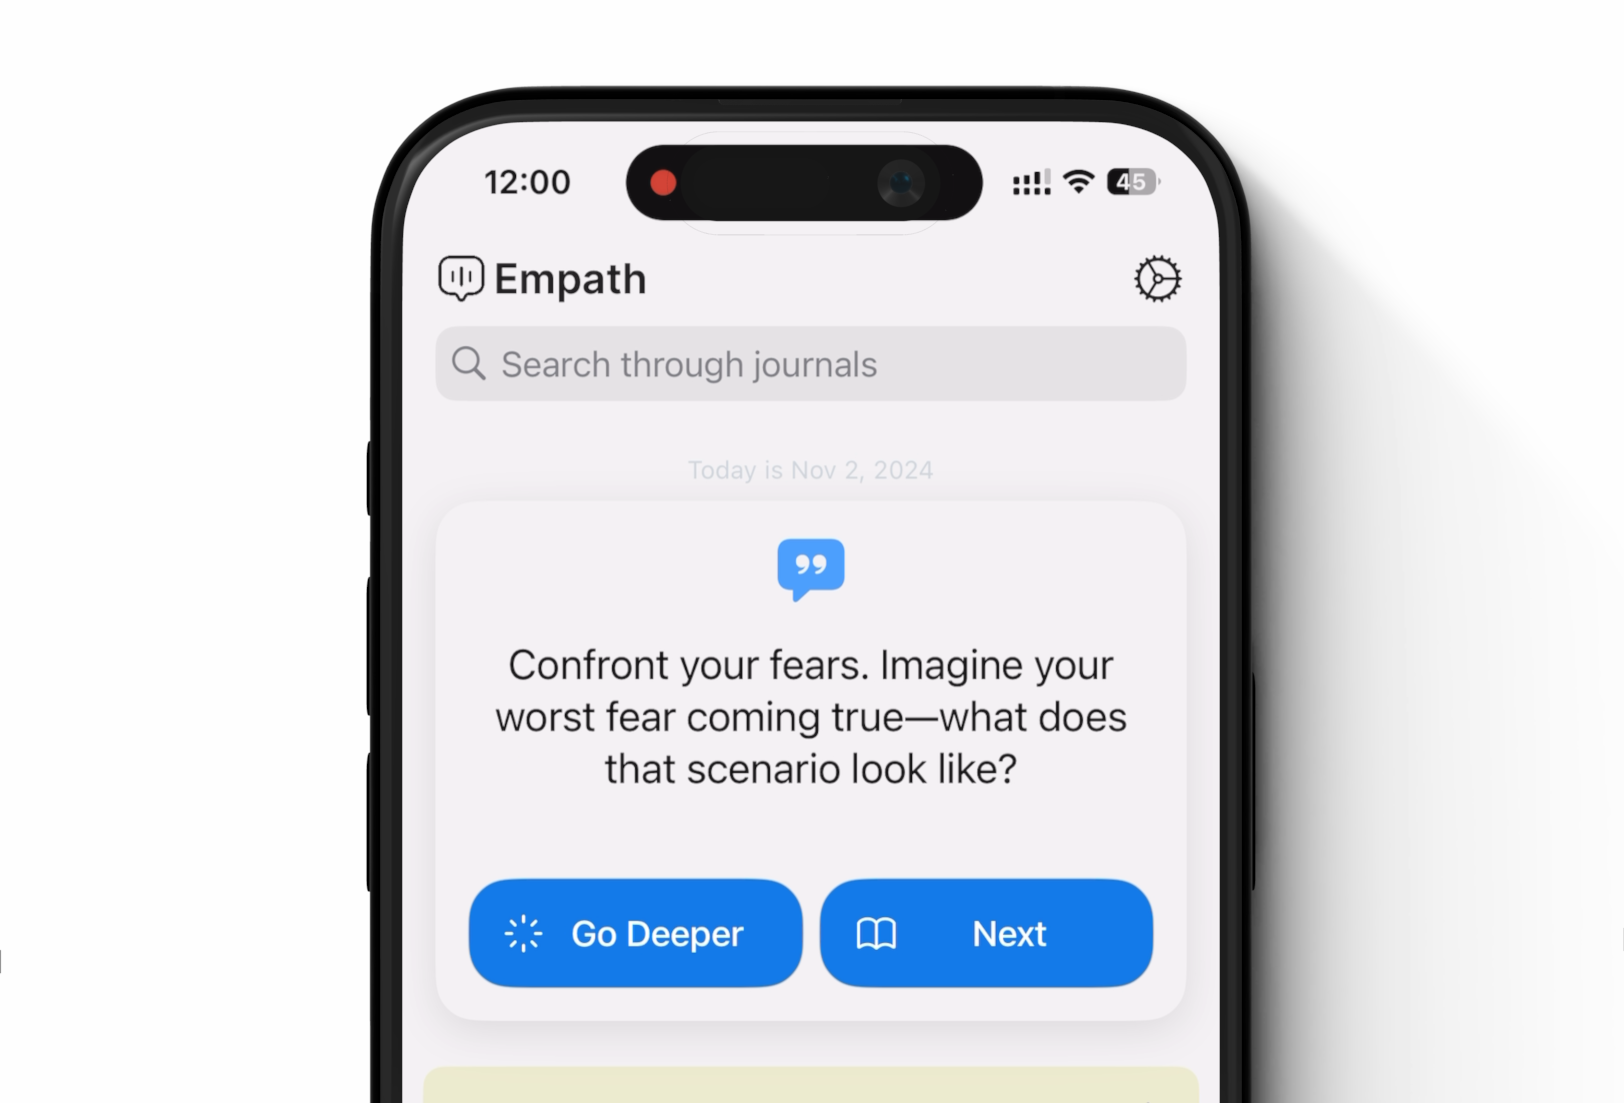 12:00
45
Empath
Search through journals
Today is Nov 2, 2024
Confront your fears. Imagine your
worst fear coming true—what does
that scenario look like?
Go Deeper
Next